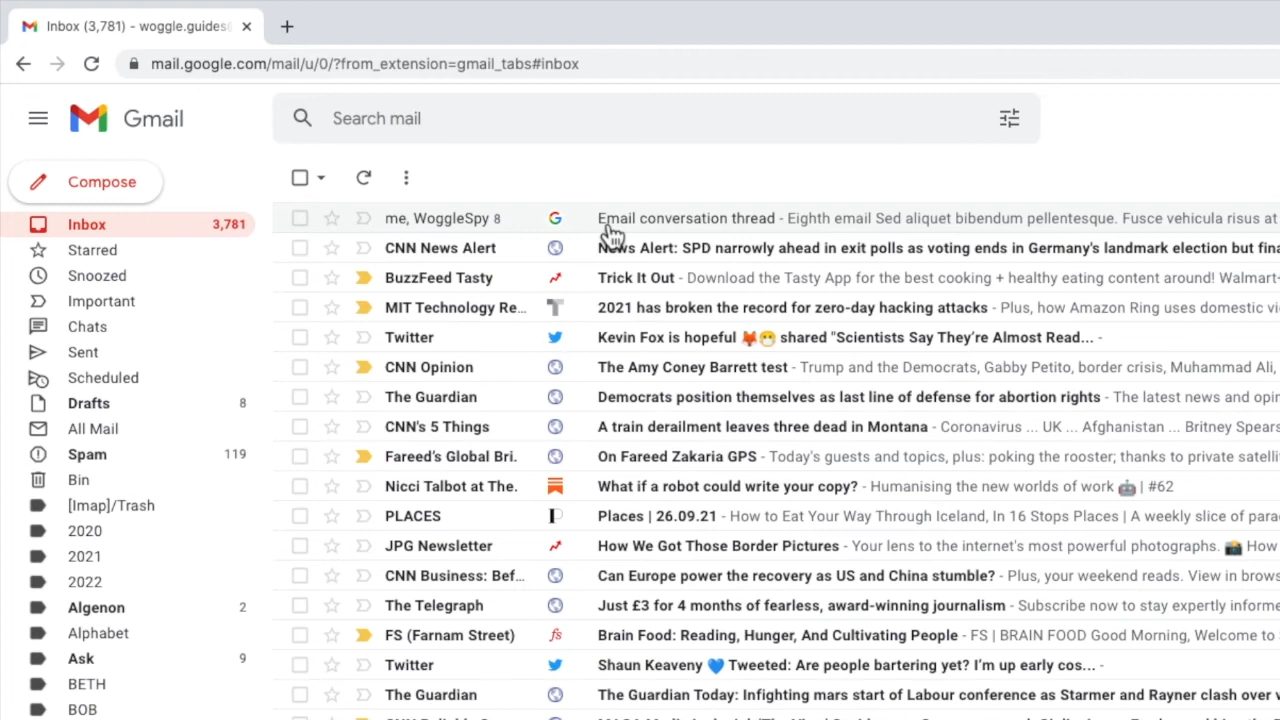 Inbox (3,781) - woggle.guides
mail.google.com/mail/u/0/?from_extension=gmail_tabs#inbox
Gmail
Search mail
Compose
Inbox 3,781
Starred
Snoozed
Important
Chats
Sent
Scheduled
Drafts 8
All Mail
Spam 119
Bin
[Imap]/Trash
2020
2021
2022
Algenon 2
Alphabet
Ask 9
BETH
BOB
me, WoggleSpy 8 Email conversation thread - Eighth email Sed aliquet bibendum pellentesque. Fusce vehicula risus at
CNN News Alert News Alert: SPD narrowly ahead in exit polls as voting ends in Germany's landmark election but fina
BuzzFeed Tasty Trick It Out - Download the Tasty App for the best cooking + healthy eating content around! Walmart-
MIT Technology Re... 2021 has broken the record for zero-day hacking attacks - Plus, how Amazon Ring uses domestic vi
Twitter Kevin Fox is hopeful 🦊😷 shared "Scientists Say They’re Almost Read... -
CNN Opinion The Amy Coney Barrett test - Trump and the Democrats, Gabby Petito, border crisis, Muhammad Ali,
The Guardian Democrats position themselves as last line of defense for abortion rights - The latest news and opin
CNN's 5 Things A train derailment leaves three dead in Montana - Coronavirus ... UK ... Afghanistan ... Britney Spears
Fareed’s Global Bri. On Fareed Zakaria GPS - Today's guests and topics, plus: poking the rooster; thanks to private satelli
Nicci Talbot at The. What if a robot could write your copy? - Humanising the new worlds of work 🤖 | #62
PLACES Places | 26.09.21 - How to Eat Your Way Through Iceland, In 16 Stops Places | A weekly slice of para
JPG Newsletter How We Got Those Border Pictures - Your lens to the internet's most powerful photographs. 📸 How
CNN Business: Bef... Can Europe power the recovery as US and China stumble? - Plus, your weekend reads. View in brows
The Telegraph Just £3 for 4 months of fearless, award-winning journalism - Subscribe now to stay expertly informe
FS (Farnam Street) fs Brain Food: Reading, Hunger, And Cultivating People - FS | BRAIN FOOD Good Morning, Welcome to
Twitter Shaun Keaveny 💙 Tweeted: Are people bartering yet? I’m up early cos... -
The Guardian The Guardian Today: Infighting mars start of Labour conference as Starmer and Rayner clash over v